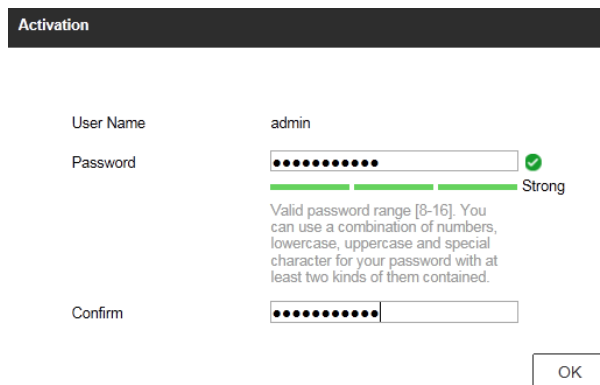 Activation
User Name admin
Password ●●●●●●●●●●●
Strong
Valid password range [8-16]. You
can use a combination of numbers,
lowercase, uppercase and special
character for your password with at
least two kinds of them contained.
Confirm ●●●●●●●●●●●
OK